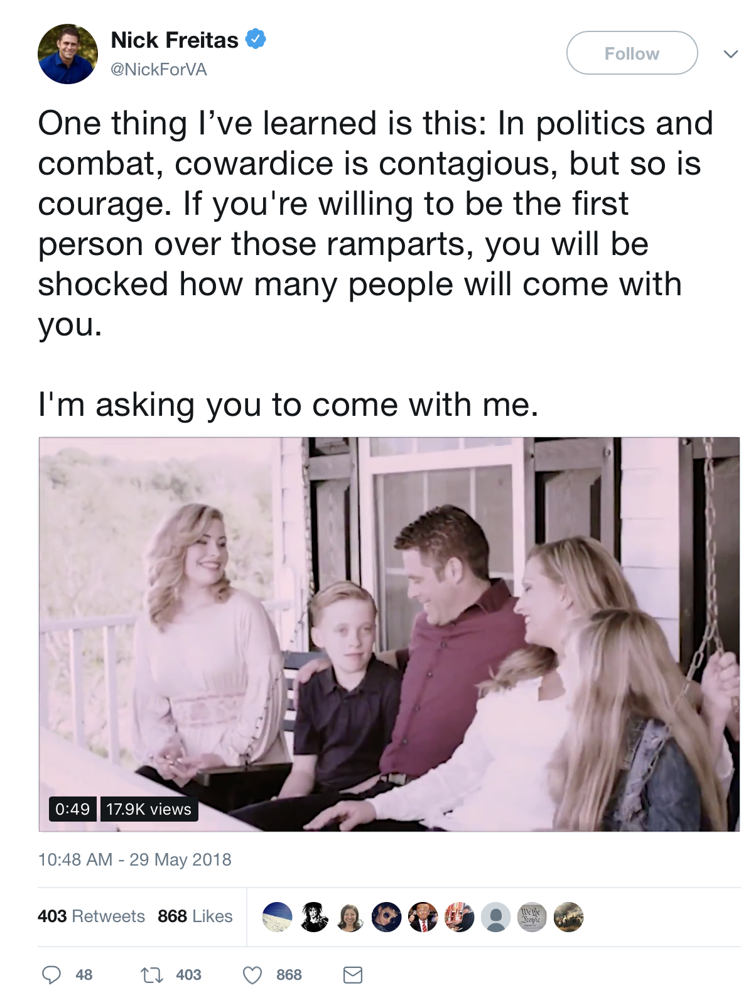 Nick Freitas
@NickForVA
Follow
One thing I’ve learned is this: In politics and
combat, cowardice is contagious, but so is
courage. If you're willing to be the first
person over those ramparts, you will be
shocked how many people will come with
you.
I'm asking you to come with me.
0:49 17.9K views
10:48 AM - 29 May 2018
403 Retweets 868 Likes
We the
People
48 403 868